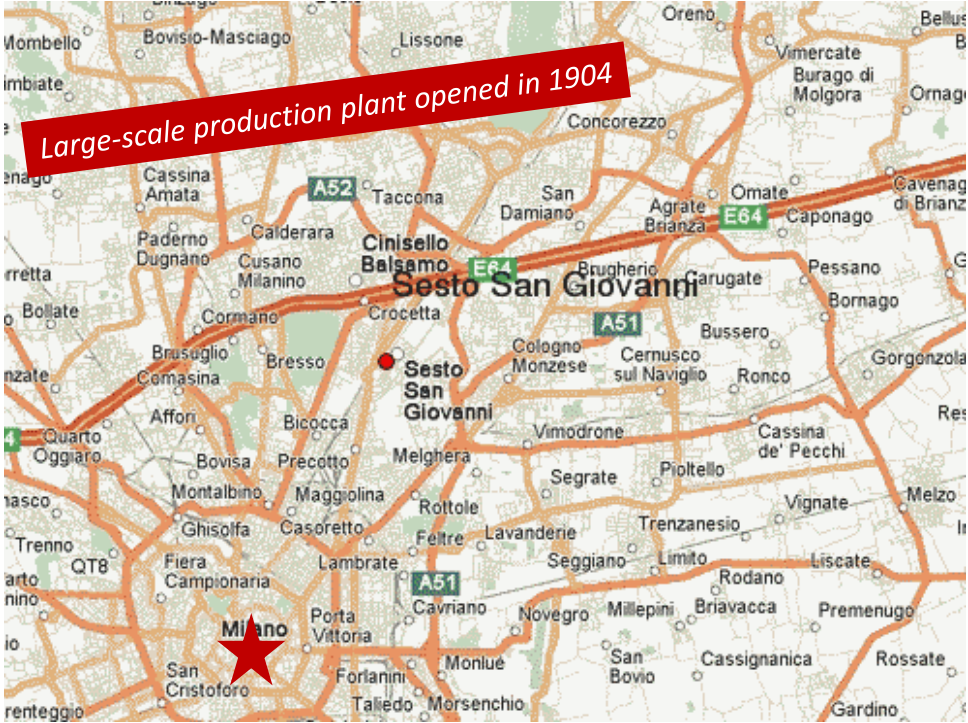 Bovisio-Masciago
Mombello
Lissone
Oreno
Vimercate
Burago di
Molgora
Large-scale production plant opened in 1904
Concorezzo
Cassina
Amata
A52
Taccona
San
Damiano
Agrate
Brianza
Omate
E64
Caponago
Paderno
Dugnano
Calderara
Cusano
Milanino
Cinisello
Balsamo
E64
Sesto San Giovanni
Brugherio
Carugate
Pessano
Bornago
Bollate
Cormano
Crocetta
A51
Bussero
Brusuglio
Comasina
Bresso
Sesto
San
Giovanni
Cologno
Monzese
Cernusco
sul Naviglio
Ronco
Gorgonzola
Affori
Bicocca
Quarto
Oggiaro
Vimodrone
Cassina
de' Pecchi
Bovisa
Precotto
Melghera
Segrate
Pioltello
Montalbino
Maggiolina
Rottole
Vignate
Melzo
Ghisolfa
Casoretto
Feltre
Lavanderie
Trenzanesio
Trenno
QT8
Fiera
Campionaria
Lambrate
Seggiano
Limito
Liscate
A51
Rodano
Cavriano
Novegro
Millepini
Briavacca
Premenugo
Milano
Porta
Vittoria
San
Cristoforo
Forlanini
Monlué
San
Bovio
Cassignanica
Rossate
Taliedo
Morsenchio
Gardino